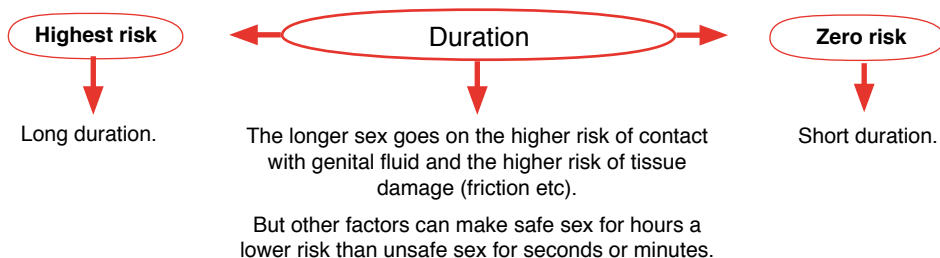 Highest risk
Duration
Zero risk
Long duration.
The longer sex goes on the higher risk of contact
with genital fluid and the higher risk of tissue
damage (friction etc).
But other factors can make safe sex for hours a
lower risk than unsafe sex for seconds or minutes.
Short duration.